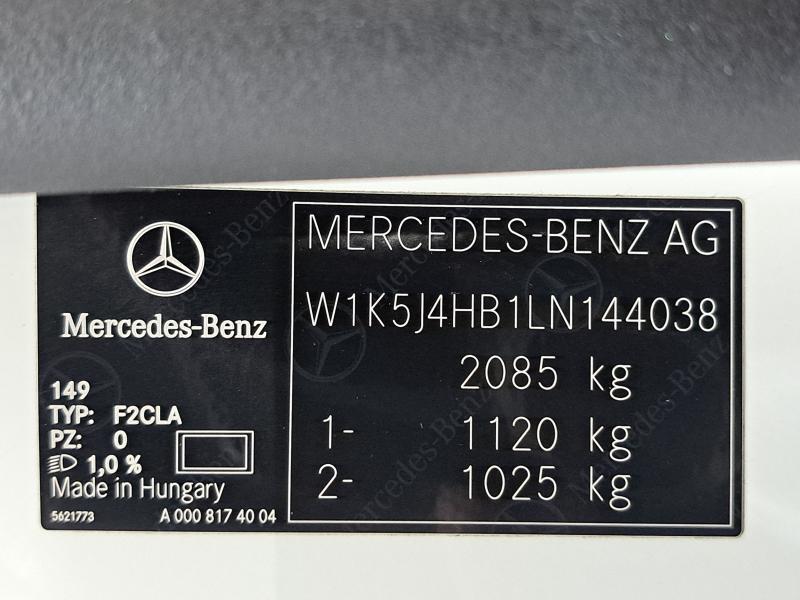 Mercedes-Benz
149
TYP: F2CLA
PZ: 0
1,0 %
Made in Hungary
5621773 A 000 817 40 04
MERCEDES-BENZ AG
W1K5J4HB1LN144038
2085 kg
1- 1120 kg
2- 1025 kg